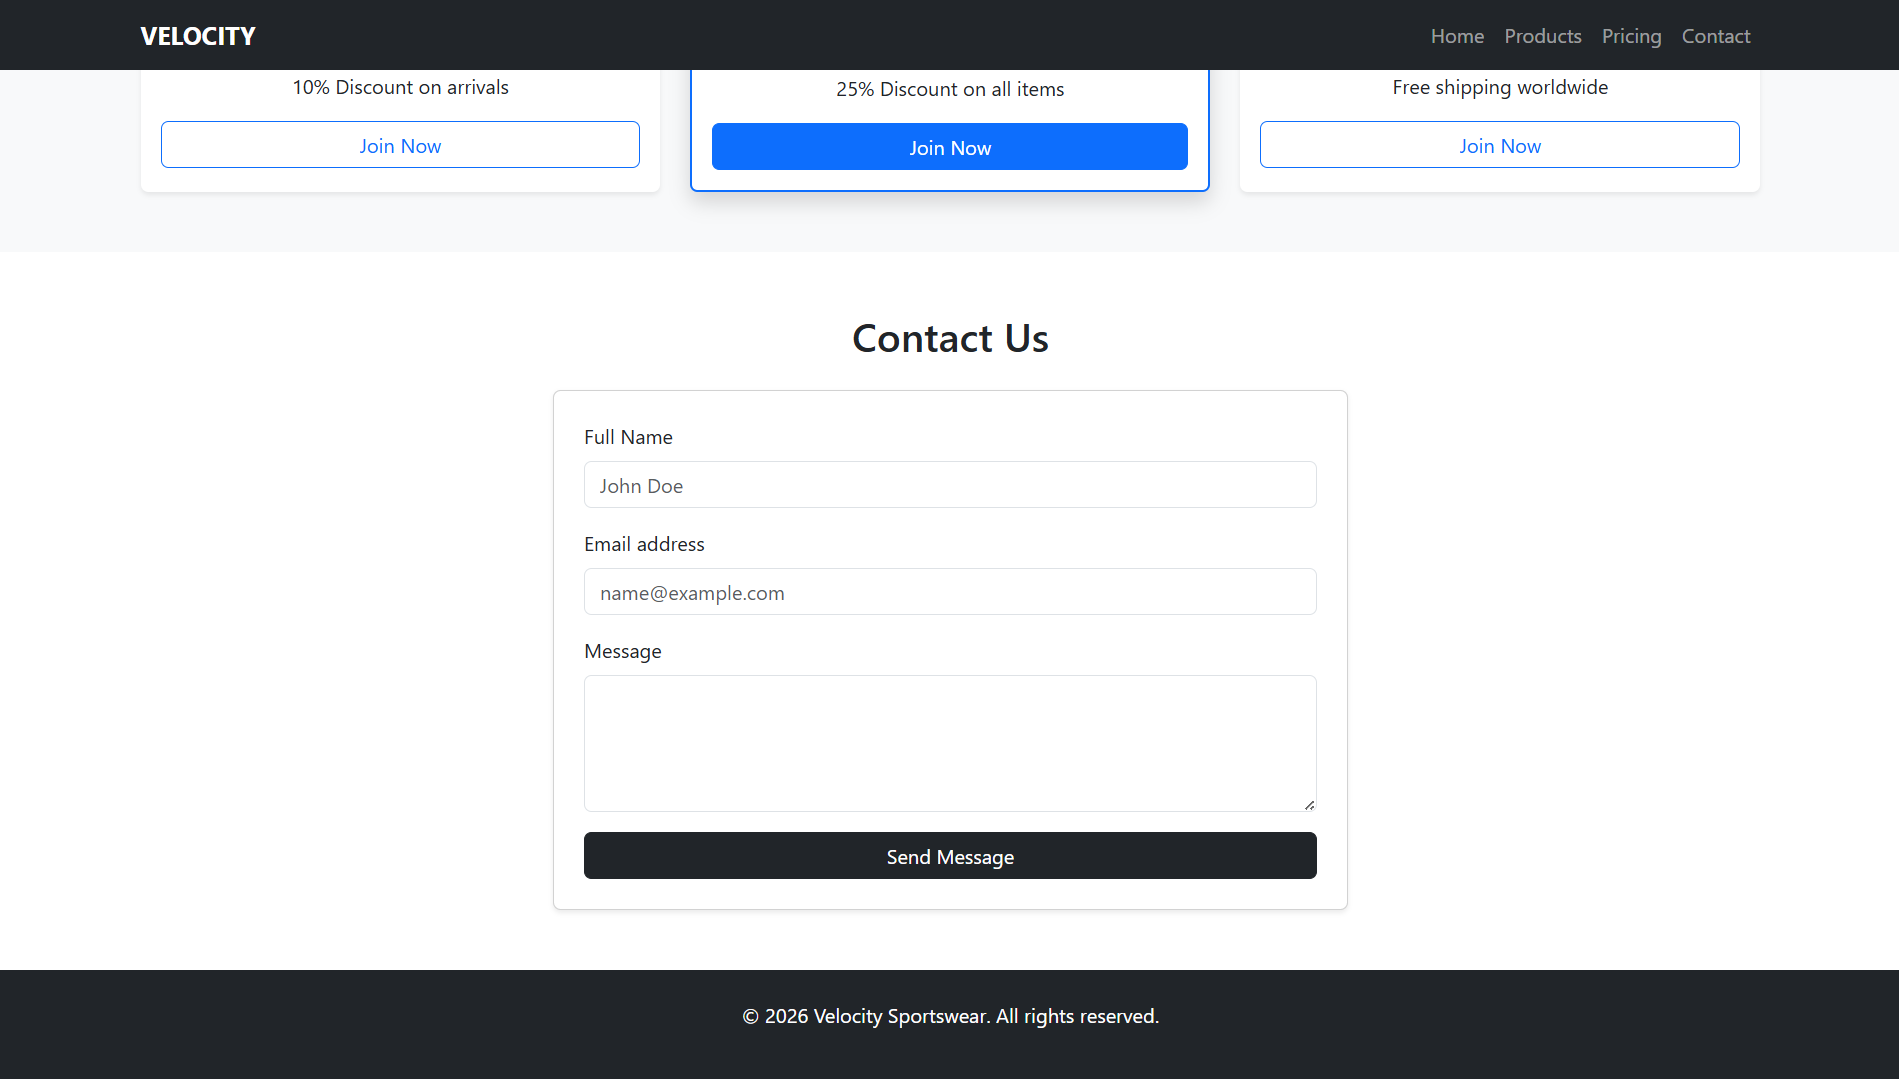 VELOCITY
Home Products Pricing Contact
10% Discount on arrivals
Join Now
25% Discount on all items
Join Now
Free shipping worldwide
Join Now
Contact Us
Full Name
John Doe
Email address
name@example.com
Message
Send Message
© 2026 Velocity Sportswear. All rights reserved.